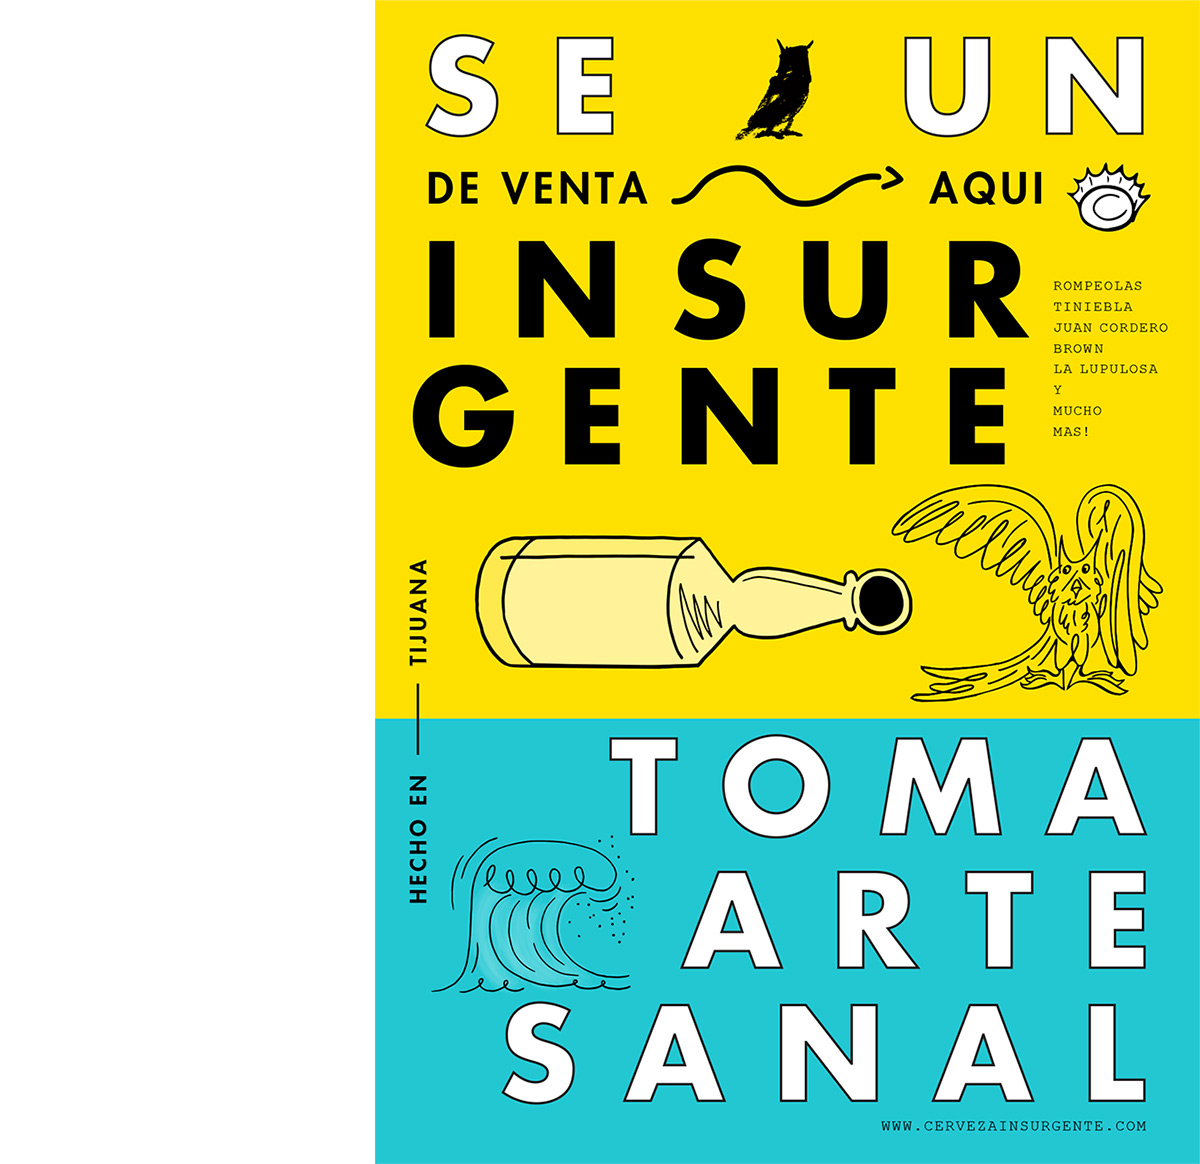 SE UN
DE VENTA AQUI
INSUR
GENTE
ROMPEOLAS
TINIEBLA
JUAN CORDERO
BROWN
LA LUPULOSA
Y
MUCHO
MAS!
HECHO EN TIJUANA
TOMA
ARTE
SANAL
WWW.CERVEZAINSURGENTE.COM